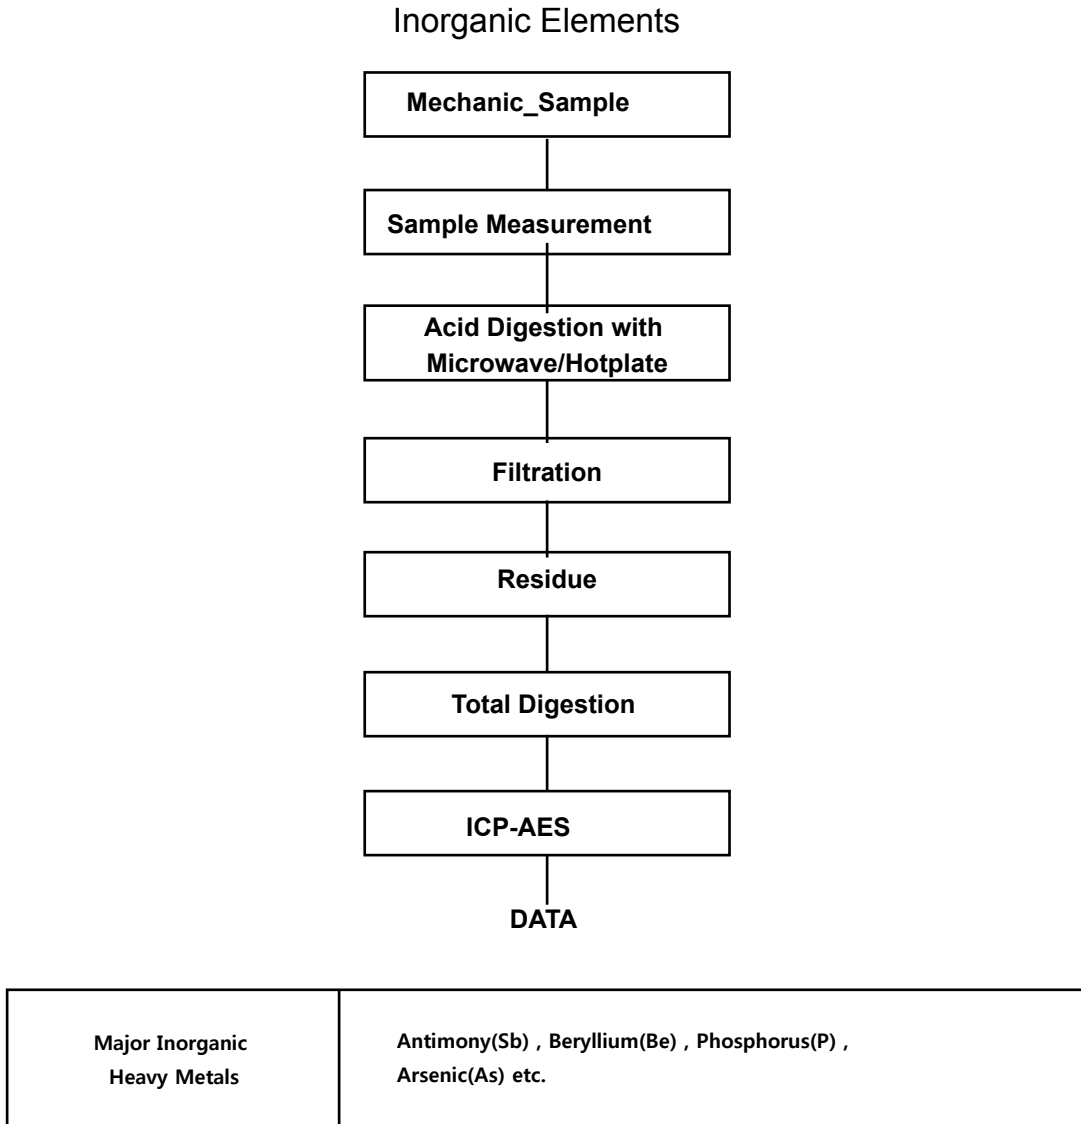 Inorganic Elements
Mechanic_Sample
Sample Measurement
Acid Digestion with
Microwave/Hotplate
Filtration
Residue
Total Digestion
ICP-AES
DATA
Major Inorganic
Heavy Metals
Antimony(Sb) , Beryllium(Be) , Phosphorus(P) ,
Arsenic(As) etc.